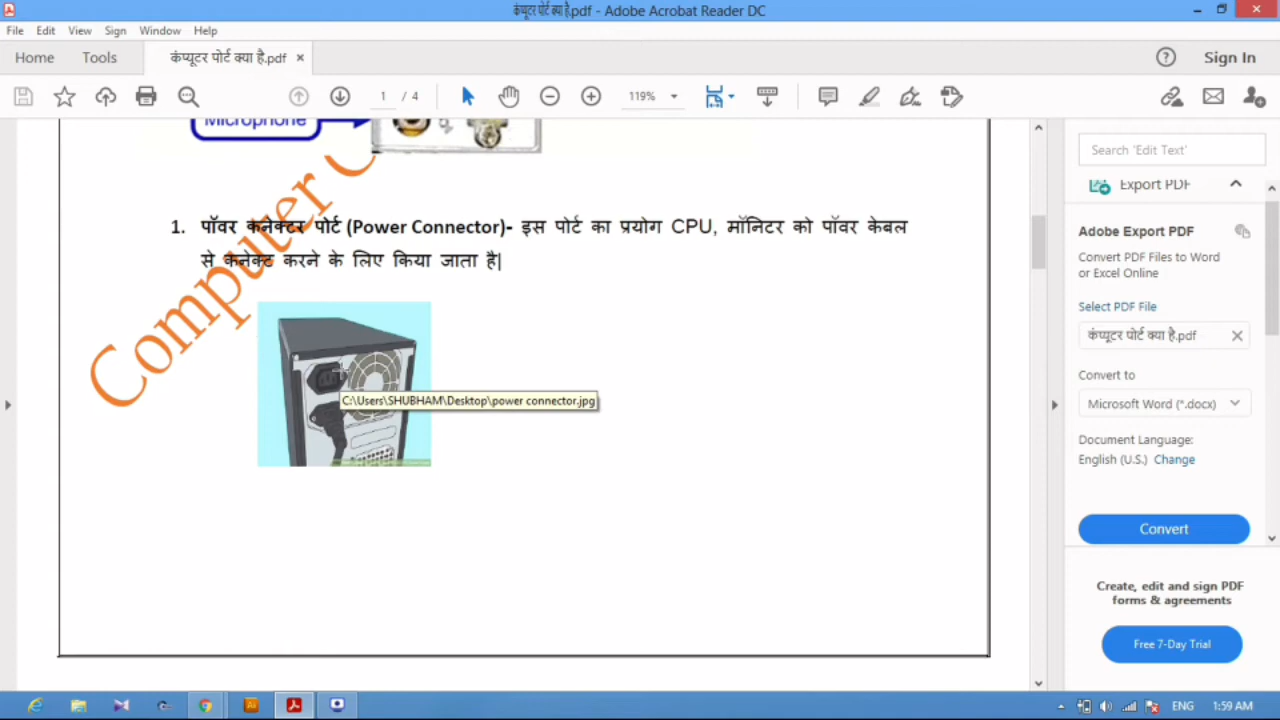 कंप्यूटर पोर्ट क्या है.pdf - Adobe Acrobat Reader DC
File Edit View Sign Window Help
Home Tools कंप्यूटर पोर्ट क्या है.pdf × Sign In
1 / 4 119%
Microphone
Computer C
1. पॉवर कनेक्टर पोर्ट (Power Connector)- इस पोर्ट का प्रयोग CPU, मॉनिटर को पॉवर केबल
से कनेक्ट करने के लिए किया जाता है|
C:\Users\SHUBHAM\Desktop\power connector.jpg
Search 'Edit Text'
Export PDF
Adobe Export PDF
Convert PDF Files to Word
or Excel Online
Select PDF File
कंप्यूटर पोर्ट क्या है.pdf
Convert to
Microsoft Word (*.docx)
Document Language:
English (U.S.) Change
Convert
Create, edit and sign PDF
forms & agreements
Free 7-Day Trial
ENG 1:59 AM